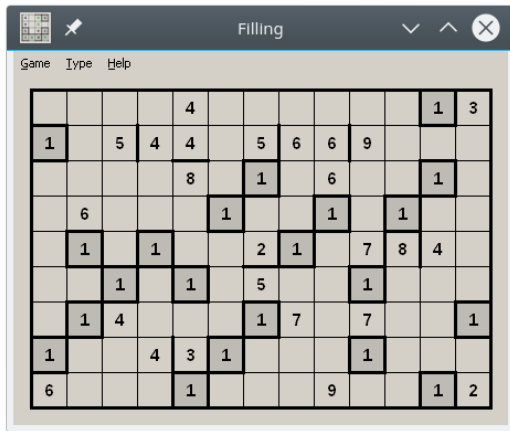 Filling
Game Type Help
4 1 3
1 5 4 4 5 6 6 9
8 1 6 1
6 1 1 1
1 1 2 1 7 8 4
1 1 5 1
1 4 1 7 7 1
1 4 3 1 1
6 1 9 1 2